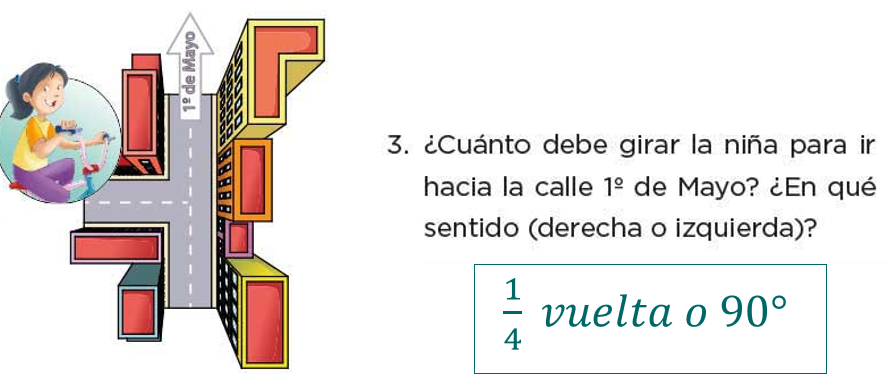 1º de Mayo
3. ¿Cuánto debe girar la niña para ir
hacia la calle 1º de Mayo? ¿En qué
sentido (derecha o izquierda)?
1/4 vuelta o 90°